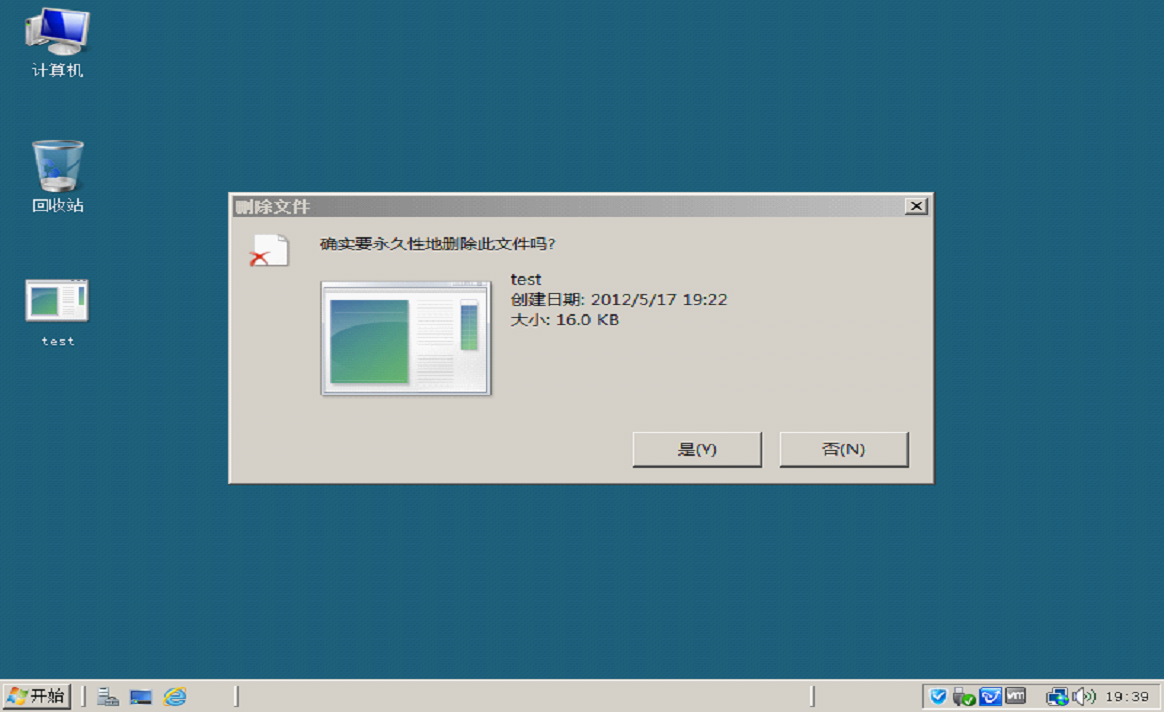 计算机
回收站
test
删除文件
确实要永久性地删除此文件吗?
test
创建日期: 2012/5/17 19:22
大小: 16.0 KB
是(Y)
否(N)
开始
vm
19:39